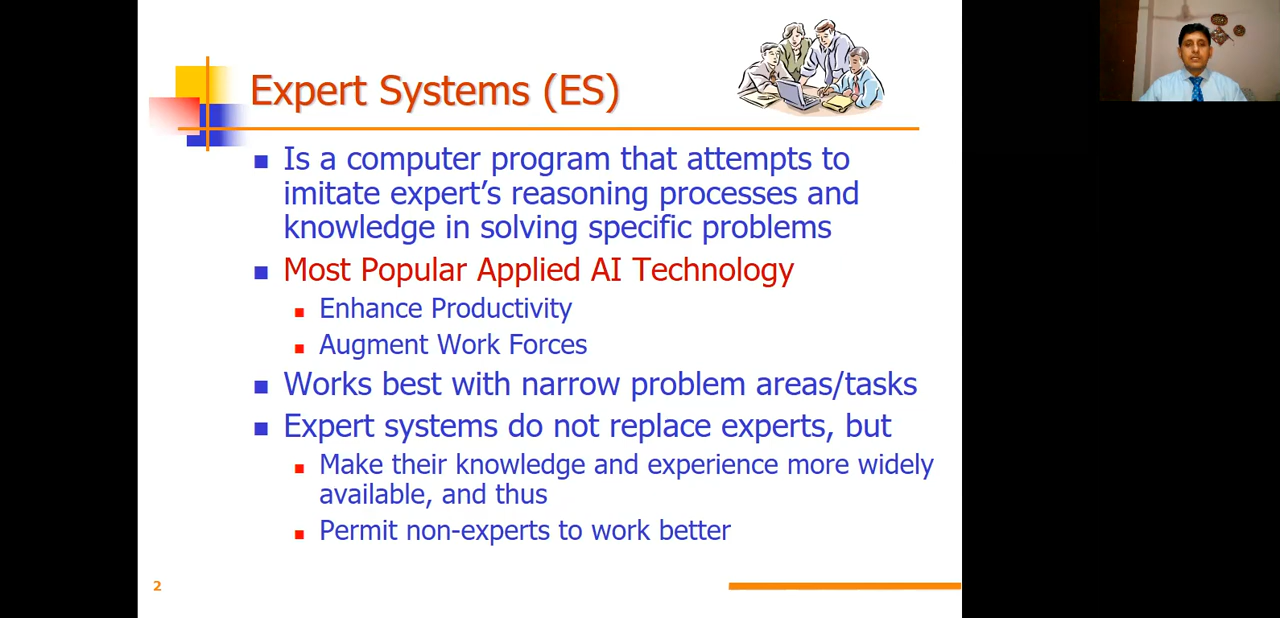 Expert Systems (ES)
Is a computer program that attempts to
imitate expert’s reasoning processes and
knowledge in solving specific problems
Most Popular Applied AI Technology
Enhance Productivity
Augment Work Forces
Works best with narrow problem areas/tasks
Expert systems do not replace experts, but
Make their knowledge and experience more widely
available, and thus
Permit non-experts to work better
2